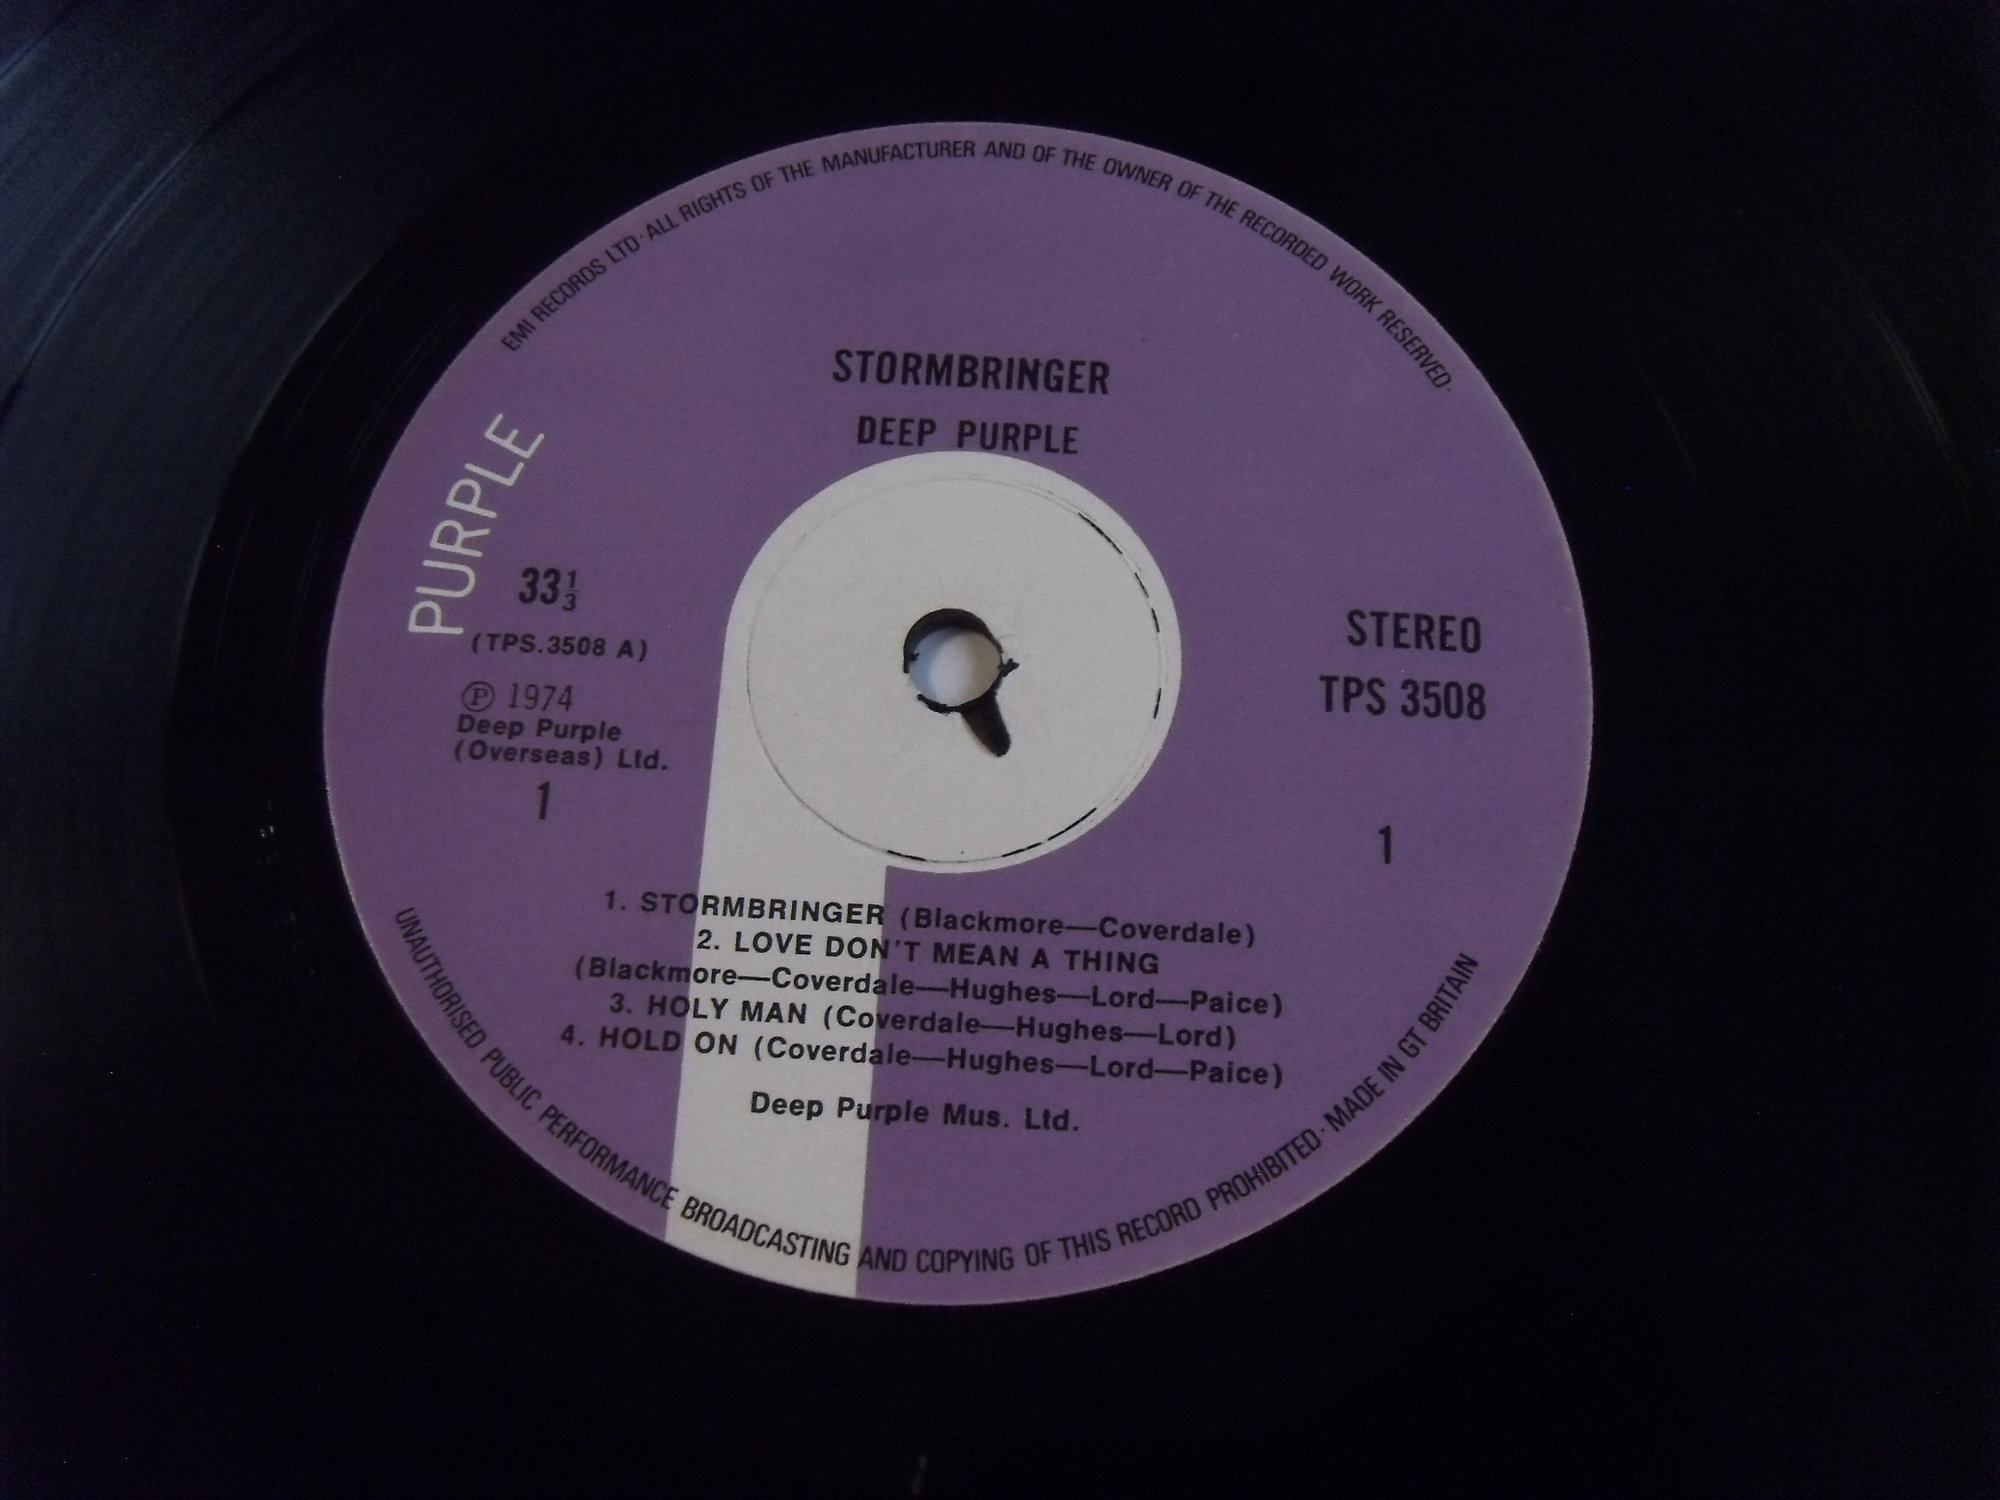 EMI RECORDS LTD·ALL RIGHTS OF THE MANUFACTURER AND OF THE OWNER OF THE RECORDED WORK RESERVED·
STORMBRINGER
DEEP PURPLE
PURPLE
33⅓
(TPS.3508 A)
Ⓟ 1974
Deep Purple
(Overseas) Ltd.
1
STEREO
TPS 3508
1
1. STORMBRINGER (Blackmore—Coverdale)
2. LOVE DON'T MEAN A THING
(Blackmore—Coverdale—Hughes—Lord—Paice)
3. HOLY MAN (Coverdale—Hughes—Lord)
4. HOLD ON (Coverdale—Hughes—Lord—Paice)
Deep Purple Mus. Ltd.
UNAUTHORISED PUBLIC PERFORMANCE BROADCASTING AND COPYING OF THIS RECORD PROHIBITED·MADE IN GT BRITAIN